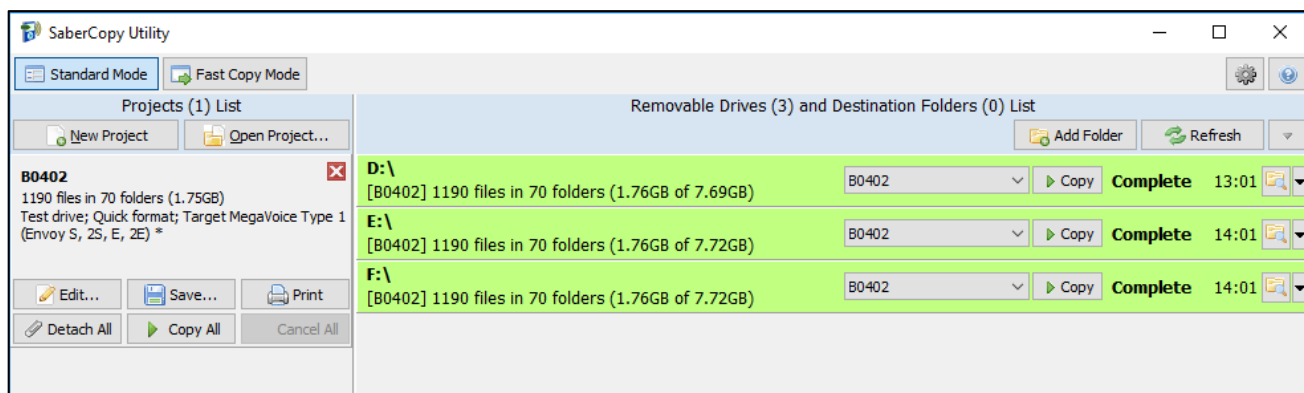 SaberCopy Utility
Standard Mode Fast Copy Mode
Projects (1) List
New Project Open Project...
B0402
1190 files in 70 folders (1.75GB)
Test drive; Quick format; Target MegaVoice Type 1
(Envoy S, 2S, E, 2E) *
Edit... Save... Print
Detach All Copy All Cancel All
Removable Drives (3) and Destination Folders (0) List
Add Folder Refresh
D:\
[B0402] 1190 files in 70 folders (1.76GB of 7.69GB)
B0402 Copy Complete 13:01
E:\
[B0402] 1190 files in 70 folders (1.76GB of 7.72GB)
B0402 Copy Complete 14:01
F:\
[B0402] 1190 files in 70 folders (1.76GB of 7.72GB)
B0402 Copy Complete 14:01